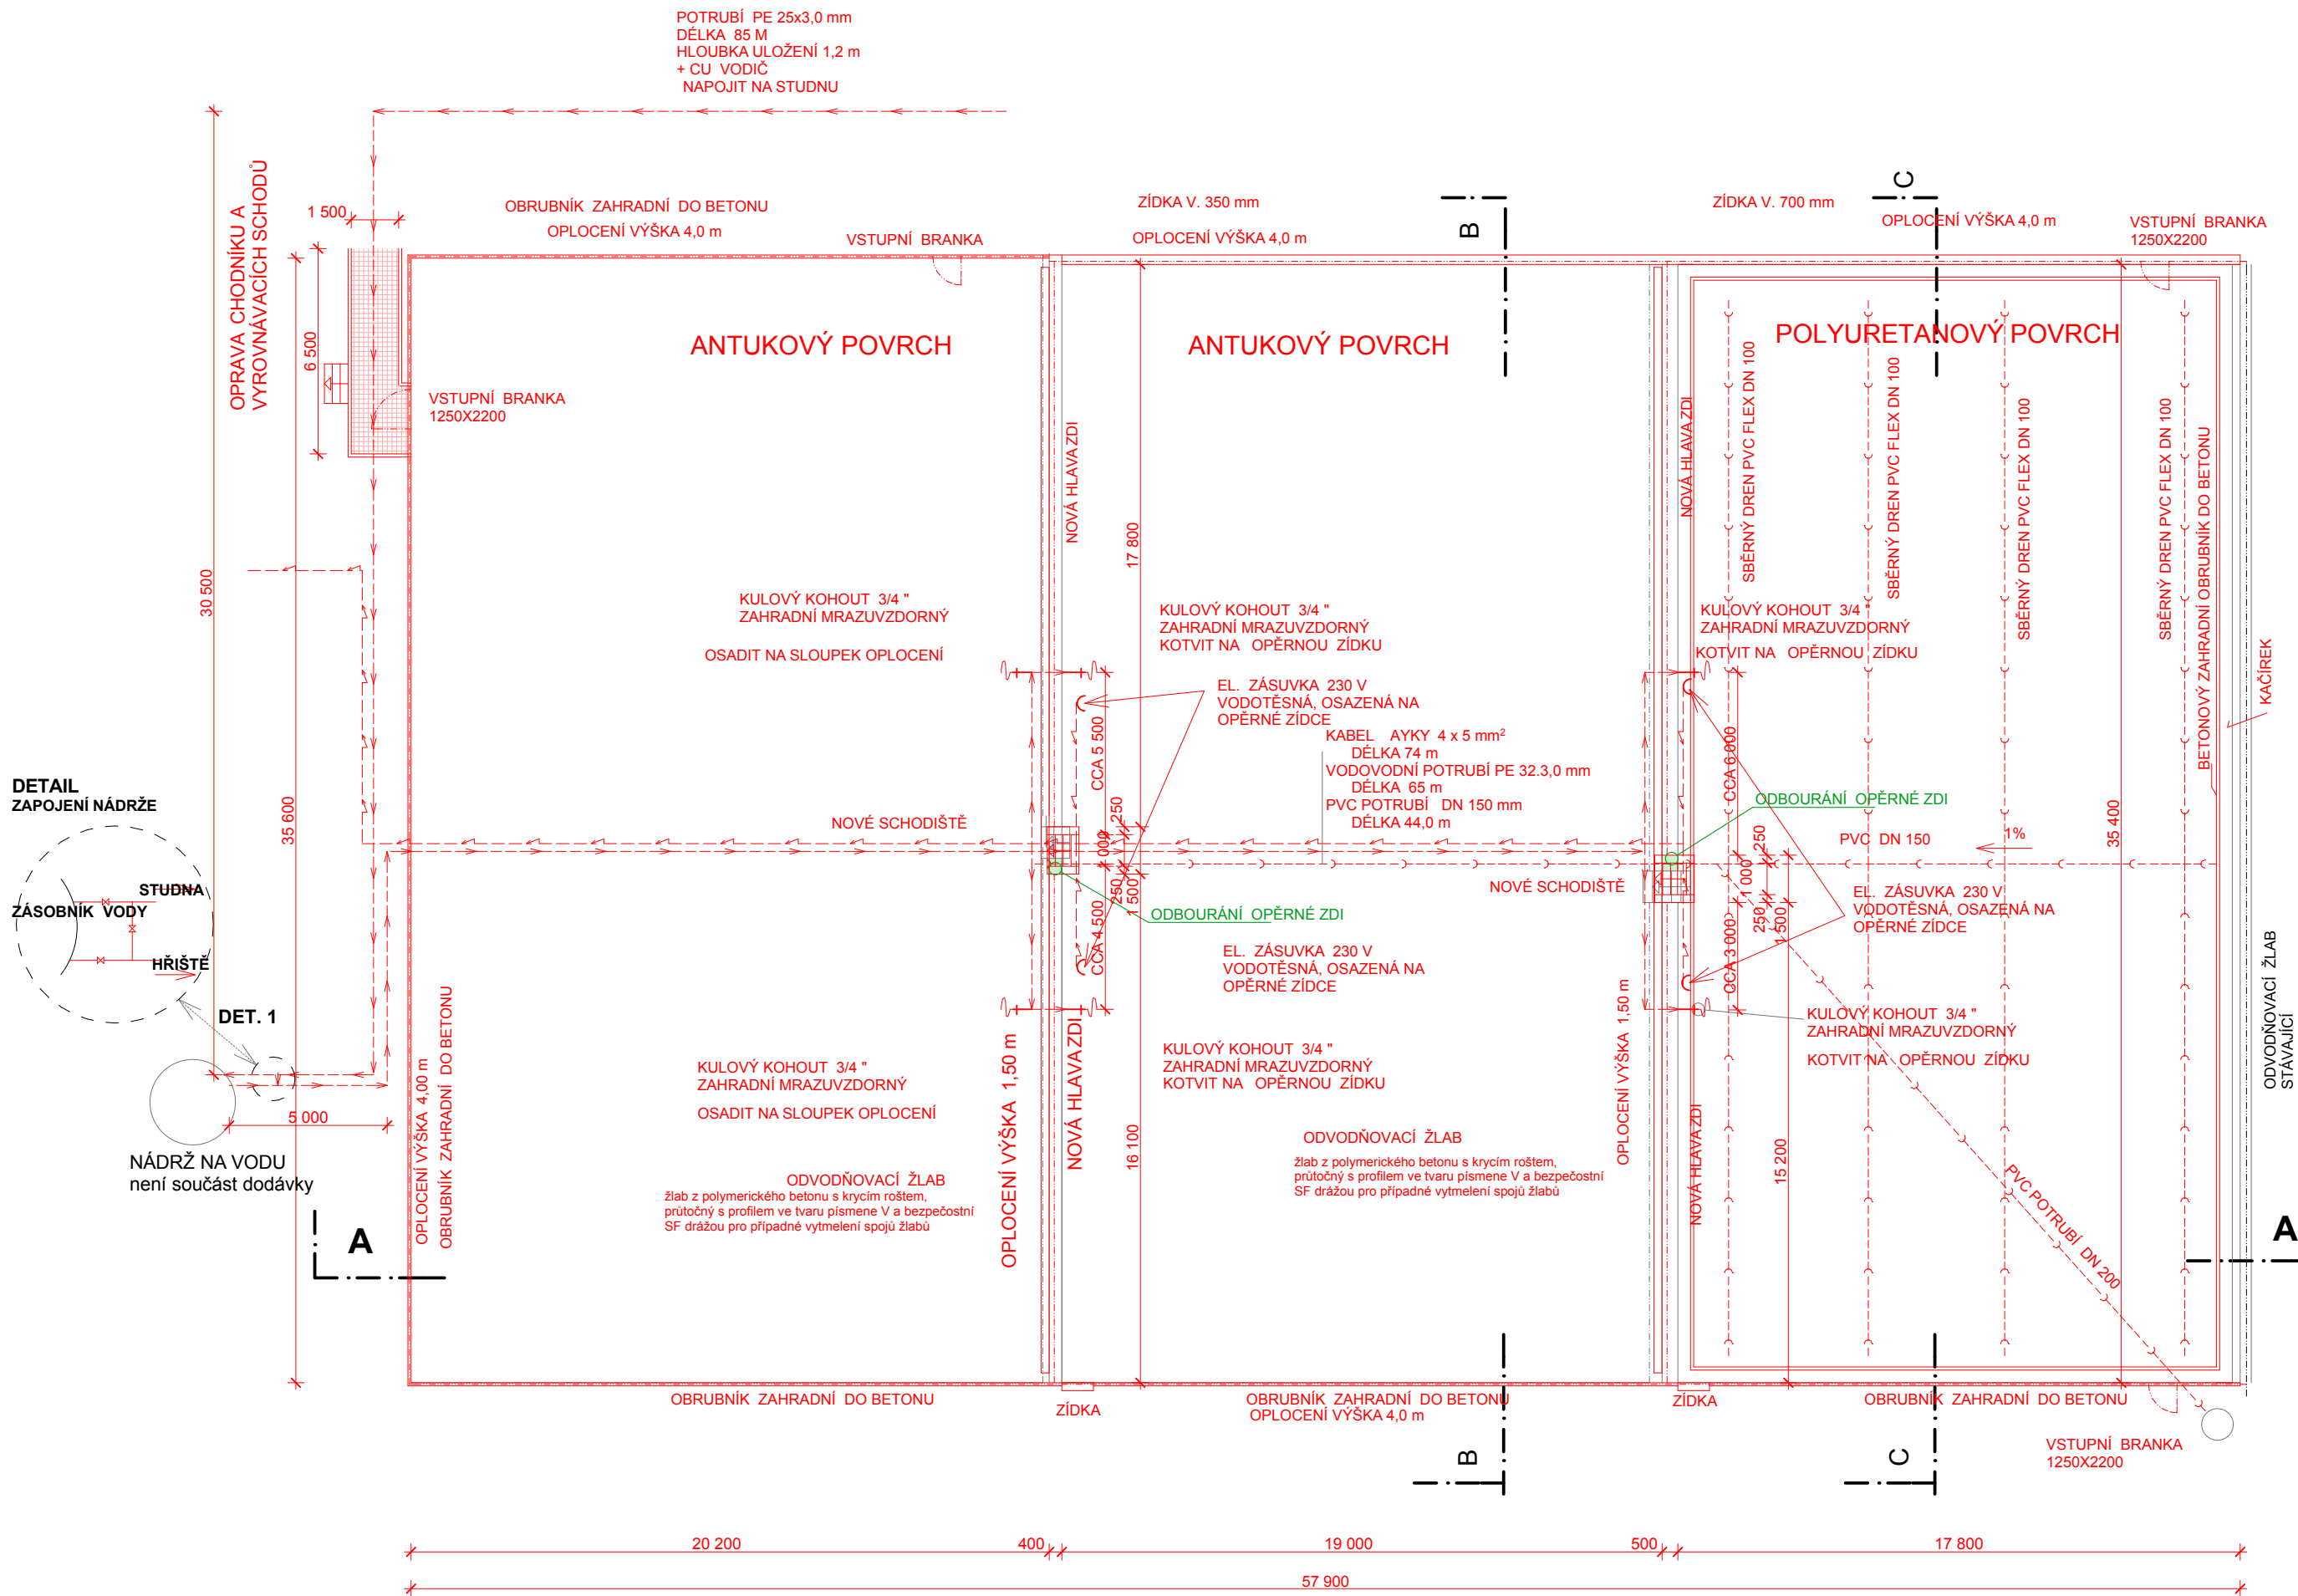 POTRUBÍ PE 25x3,0 mm
DÉLKA 85 M
HLOUBKA ULOŽENÍ 1,2 m
+ CU VODIČ
NAPOJIT NA STUDNU
OPRAVA CHODNÍKU A
VYROVNÁVACÍCH SCHODŮ
1 500
6 500
30 500
35 600
OBRUBNÍK ZAHRADNÍ DO BETONU
OPLOCENÍ VÝŠKA 4,0 m
VSTUPNÍ BRANKA
ZÍDKA V. 350 mm
OPLOCENÍ VÝŠKA 4,0 m
B
ZÍDKA V. 700 mm
C
OPLOCENÍ VÝŠKA 4,0 m
VSTUPNÍ BRANKA
1250X2200
ANTUKOVÝ POVRCH
ANTUKOVÝ POVRCH
POLYURETANOVÝ POVRCH
VSTUPNÍ BRANKA
1250X2200
NOVÁ HLAVA ZDI
17 800
NOVÁ HLAVA ZDI
SBĚRNÝ DREN PVC FLEX DN 100
SBĚRNÝ DREN PVC FLEX DN 100
SBĚRNÝ DREN PVC FLEX DN 100
SBĚRNÝ DREN PVC FLEX DN 100
BETONOVÝ ZAHRADNÍ OBRUBNÍK DO BETONU
KAČÍREK
KULOVÝ KOHOUT 3/4 "
ZAHRADNÍ MRAZUVZDORNÝ
OSADIT NA SLOUPEK OPLOCENÍ
KULOVÝ KOHOUT 3/4 "
ZAHRADNÍ MRAZUVZDORNÝ
KOTVIT NA OPĚRNOU ZÍDKU
KULOVÝ KOHOUT 3/4 "
ZAHRADNÍ MRAZUVZDORNÝ
KOTVIT NA OPĚRNOU ZÍDKU
EL. ZÁSUVKA 230 V
VODOTĚSNÁ, OSAZENÁ NA
OPĚRNÉ ZÍDCE
CCA 5 500
CCA 6 000
KABEL AYKY 4 x 5 mm²
DÉLKA 74 m
VODOVODNÍ POTRUBÍ PE 32.3,0 mm
DÉLKA 65 m
PVC POTRUBÍ DN 150 mm
DÉLKA 44,0 m
DETAIL
ZAPOJENÍ NÁDRŽE
STUDNA
ZÁSOBNÍK VODY
HŘIŠTĚ
DET. 1
NOVÉ SCHODIŠTĚ
250
1 000
250
1 500
CCA 4 500
ODBOURÁNÍ OPĚRNÉ ZDI
ODBOURÁNÍ OPĚRNÉ ZDI
PVC DN 150
1%
35 400
NOVÉ SCHODIŠTĚ
250
1 000
250
1 500
CCA 3 000
EL. ZÁSUVKA 230 V
VODOTĚSNÁ, OSAZENÁ NA
OPĚRNÉ ZÍDCE
EL. ZÁSUVKA 230 V
VODOTĚSNÁ, OSAZENÁ NA
OPĚRNÉ ZÍDCE
ODVODŇOVACÍ ŽLAB
STÁVAJÍCÍ
KULOVÝ KOHOUT 3/4 "
ZAHRADNÍ MRAZUVZDORNÝ
KOTVIT NA OPĚRNOU ZÍDKU
KULOVÝ KOHOUT 3/4 "
ZAHRADNÍ MRAZUVZDORNÝ
OSADIT NA SLOUPEK OPLOCENÍ
KULOVÝ KOHOUT 3/4 "
ZAHRADNÍ MRAZUVZDORNÝ
KOTVIT NA OPĚRNOU ZÍDKU
5 000
NÁDRŽ NA VODU
není součást dodávky
OPLOCENÍ VÝŠKA 4,00 m
OBRUBNÍK ZAHRADNÍ DO BETONU
OPLOCENÍ VÝŠKA 1,50 m
NOVÁ HLAVA ZDI
16 100
OPLOCENÍ VÝŠKA 1,50 m
NOVÁ HLAVA ZDI
15 200
ODVODŇOVACÍ ŽLAB
žlab z polymerického betonu s krycím roštem,
průtočný s profilem ve tvaru písmene V a bezpečostní
SF drážou pro případné vytmelení spojů žlabů
ODVODŇOVACÍ ŽLAB
žlab z polymerického betonu s krycím roštem,
průtočný s profilem ve tvaru písmene V a bezpečostní
SF drážou pro případné vytmelení spojů žlabů
PVC POTRUBÍ DN 200
A
A
OBRUBNÍK ZAHRADNÍ DO BETONU
ZÍDKA
OBRUBNÍK ZAHRADNÍ DO BETONU
OPLOCENÍ VÝŠKA 4,0 m
ZÍDKA
OBRUBNÍK ZAHRADNÍ DO BETONU
B
C
VSTUPNÍ BRANKA
1250X2200
20 200
400
19 000
500
17 800
57 900